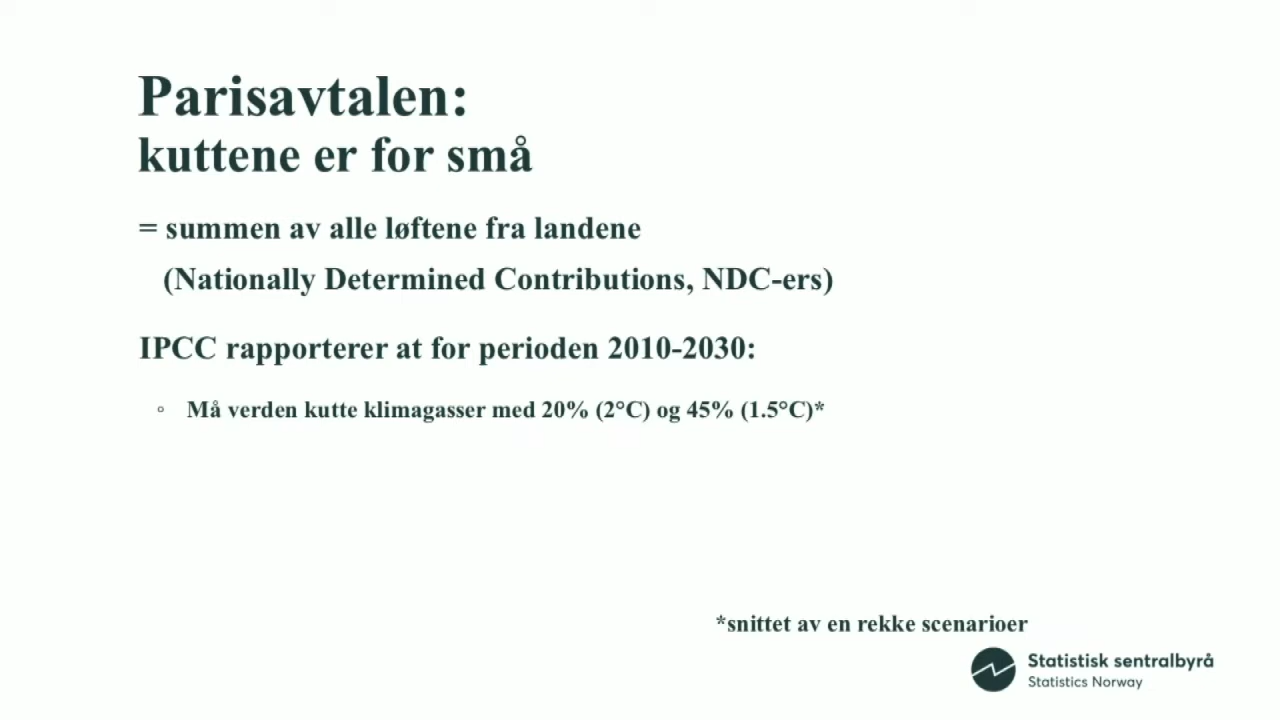 Parisavtalen:
kuttene er for små
= summen av alle løftene fra landene
(Nationally Determined Contributions, NDC-ers)
IPCC rapporterer at for perioden 2010-2030:
◦ Må verden kutte klimagasser med 20% (2°C) og 45% (1.5°C)*
*snittet av en rekke scenarioer
Statistisk sentralbyrå
Statistics Norway